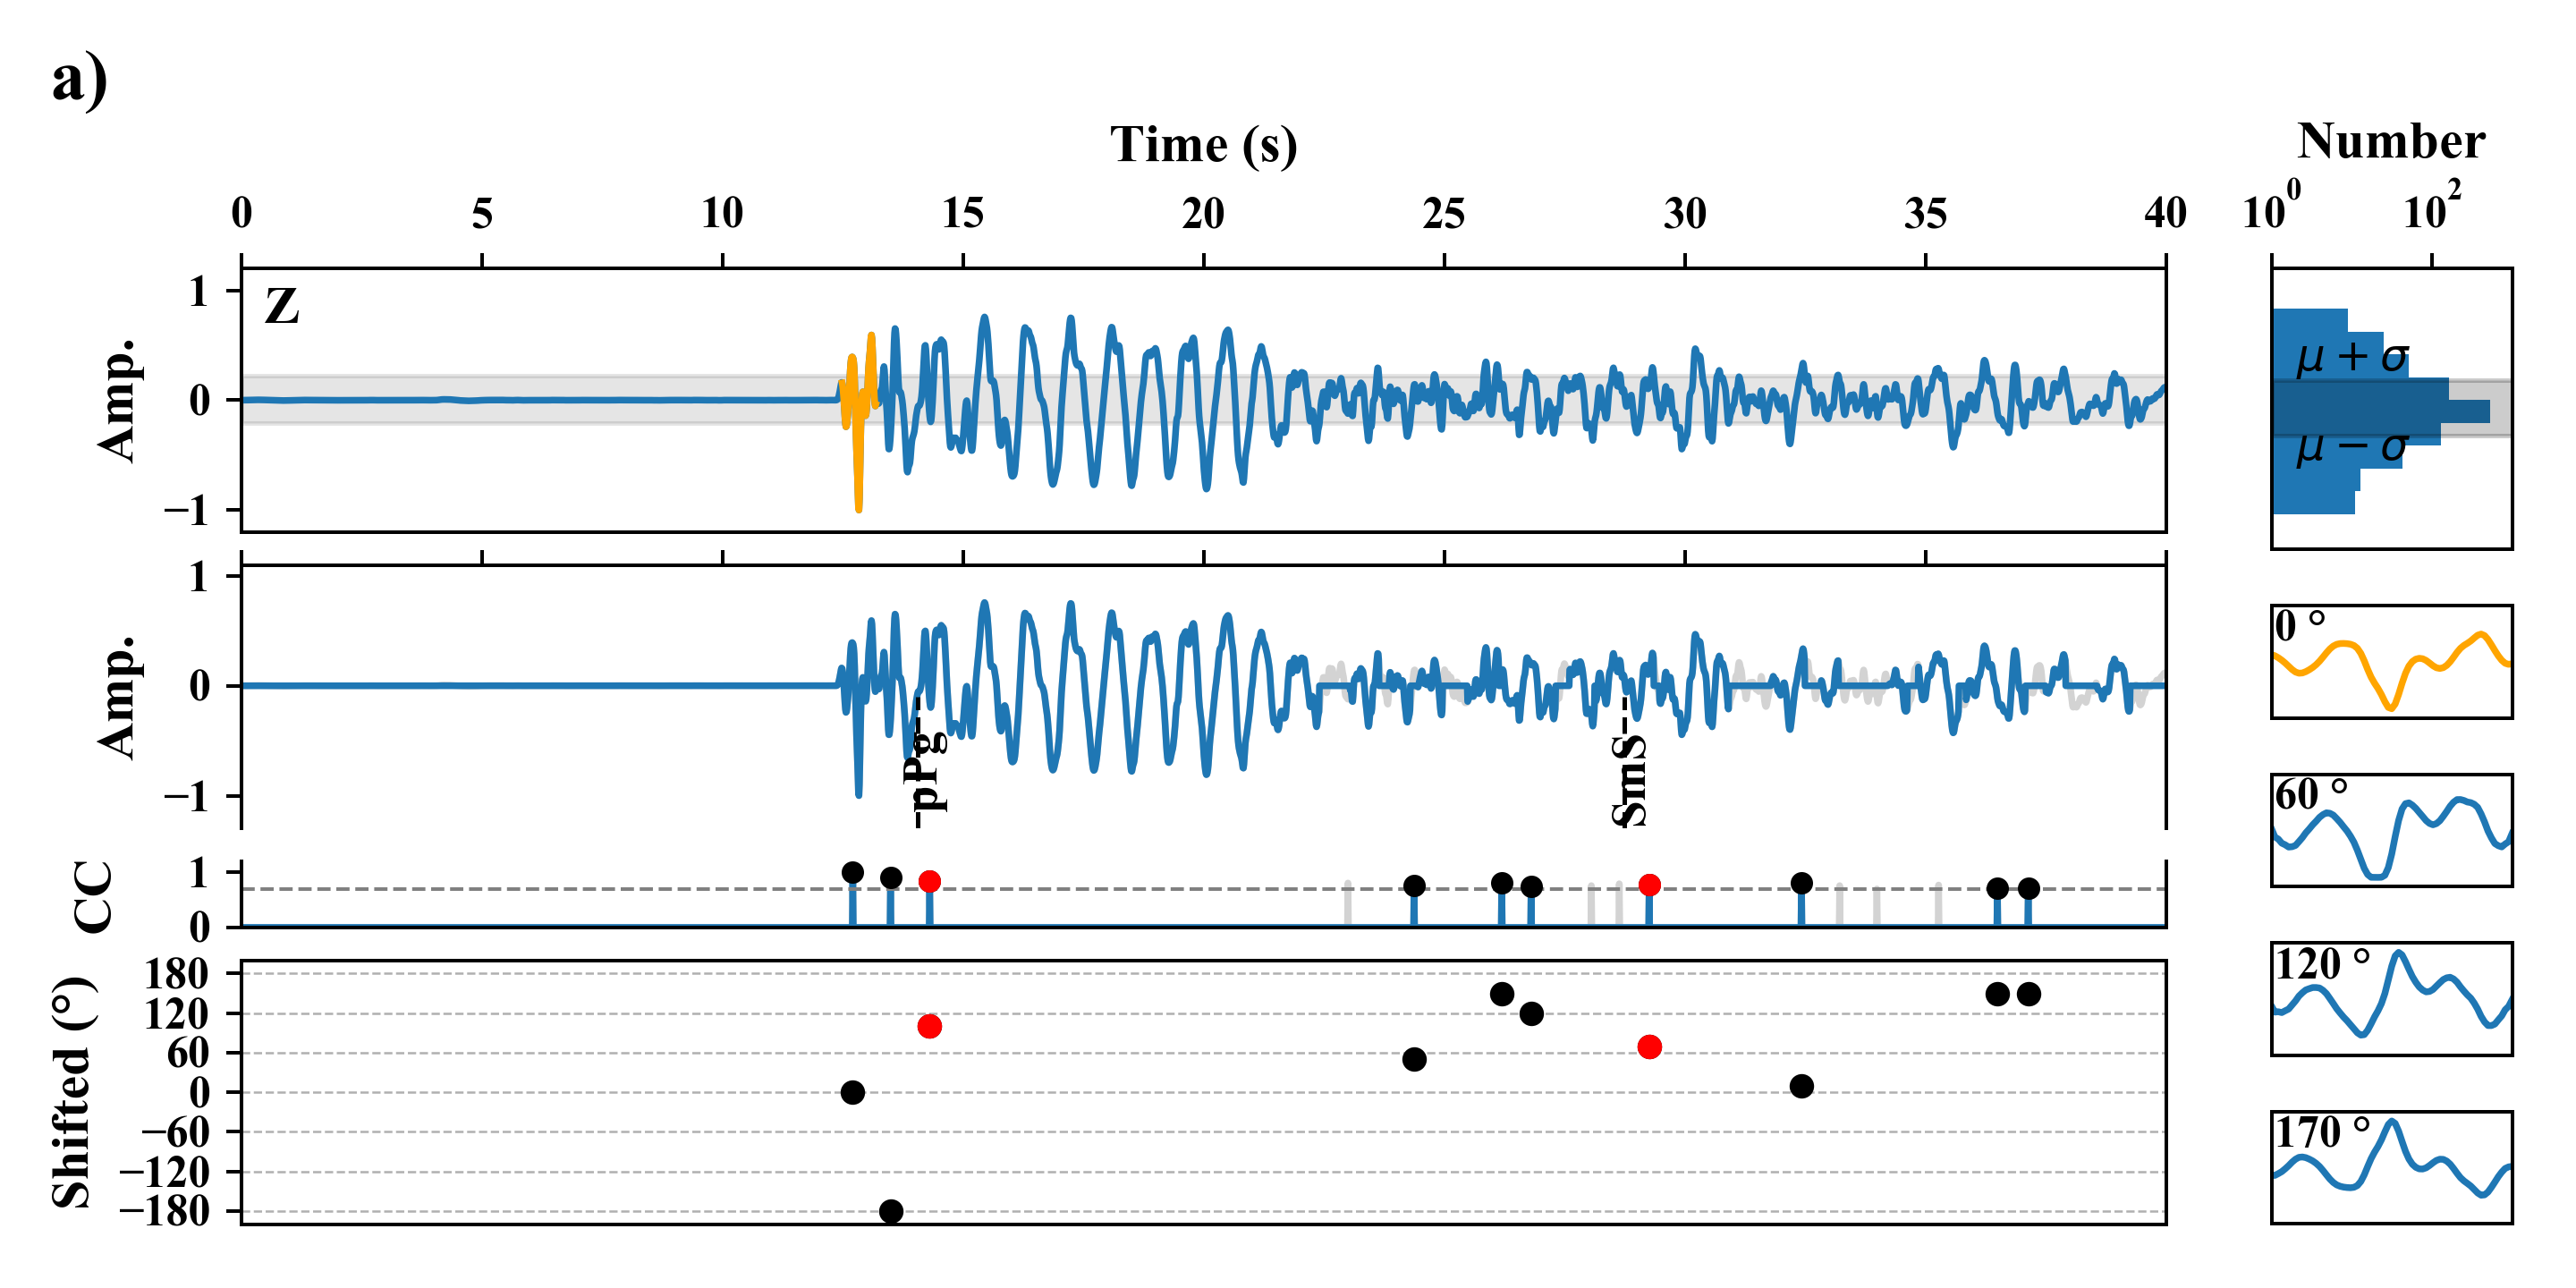 a)
Time (s)
Number
0 5 10 15 20 25 30 35 40
10^0 10^2
Z
Amp.
1
0
−1
μ + σ
μ − σ
Amp.
1
0
−1
pPg
SmS
0 °
60 °
CC
1
0
120 °
Shifted (°)
180
120
60
0
−60
−120
−180
170 °